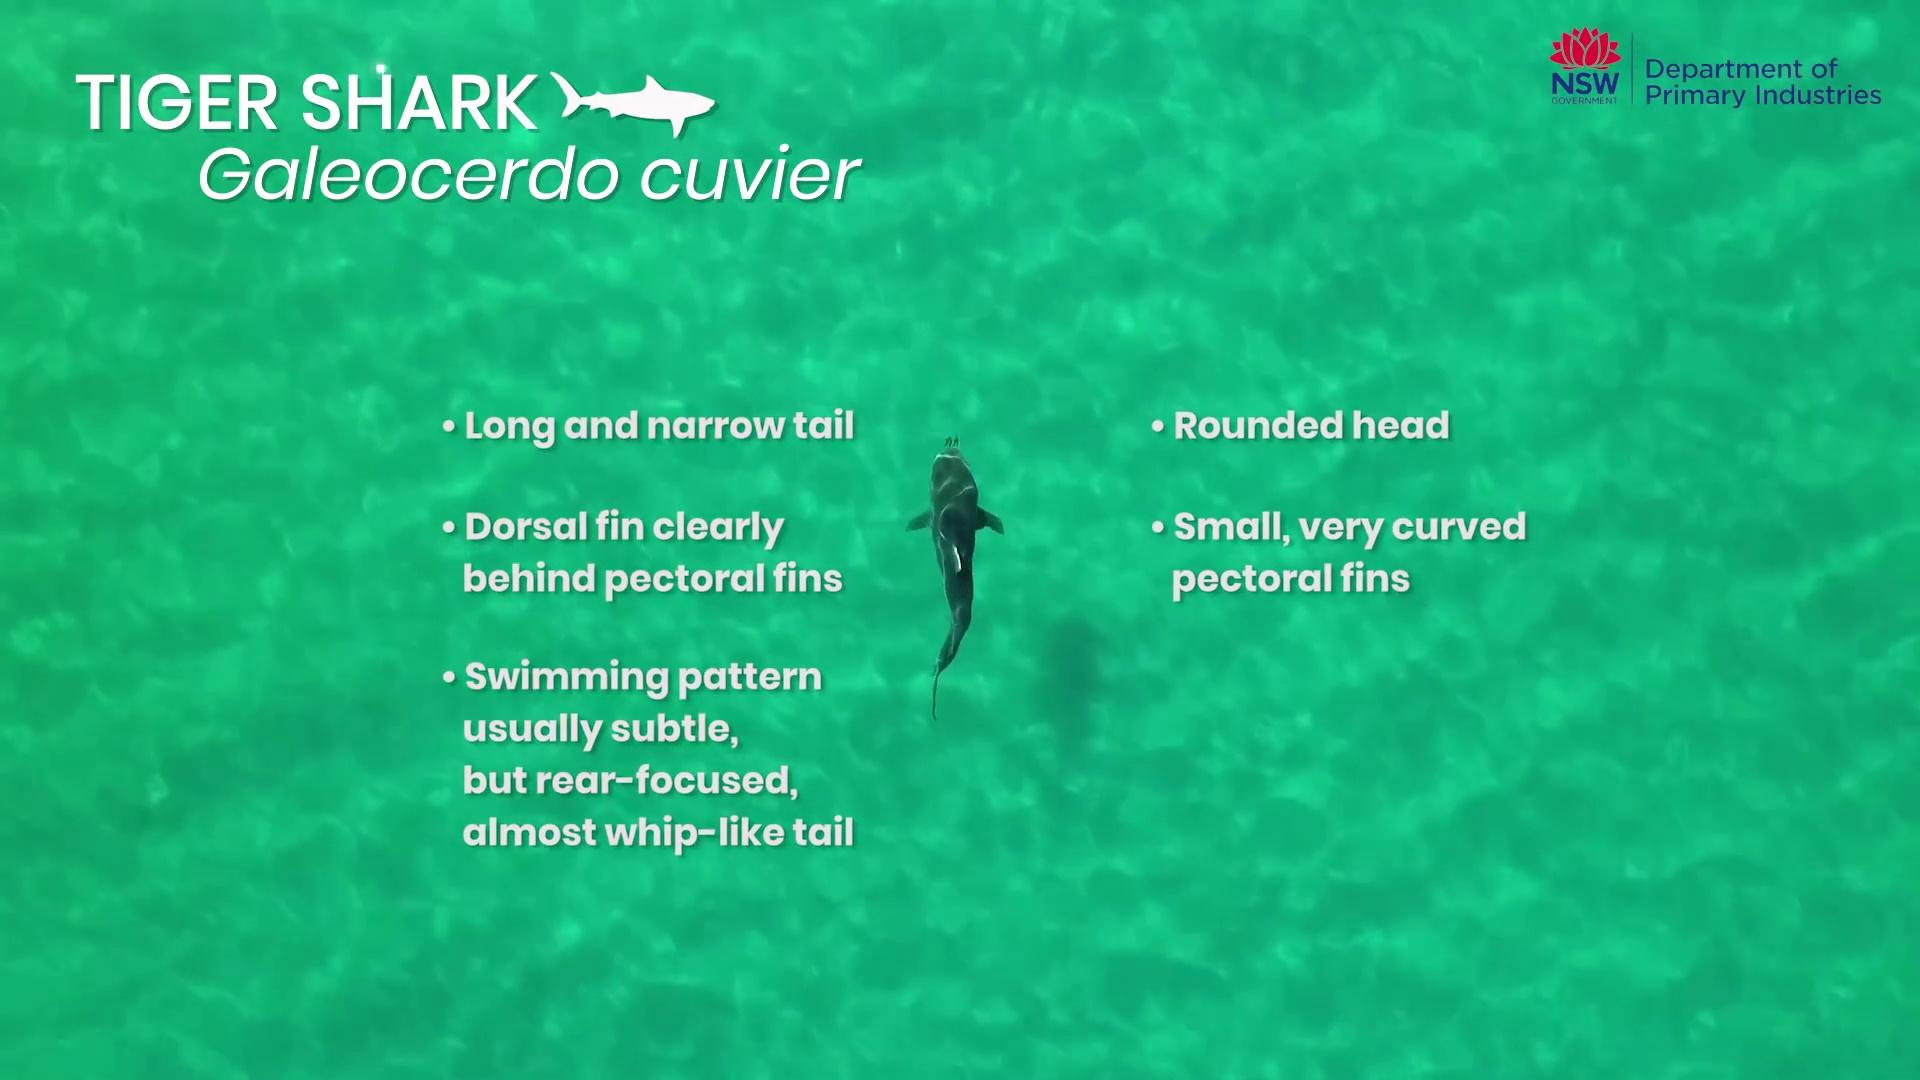 TIGER SHARK
Galeocerdo cuvier
NSW
GOVERNMENT
Department of
Primary Industries
• Long and narrow tail
• Dorsal fin clearly
behind pectoral fins
• Swimming pattern
usually subtle,
but rear-focused,
almost whip-like tail
• Rounded head
• Small, very curved
pectoral fins